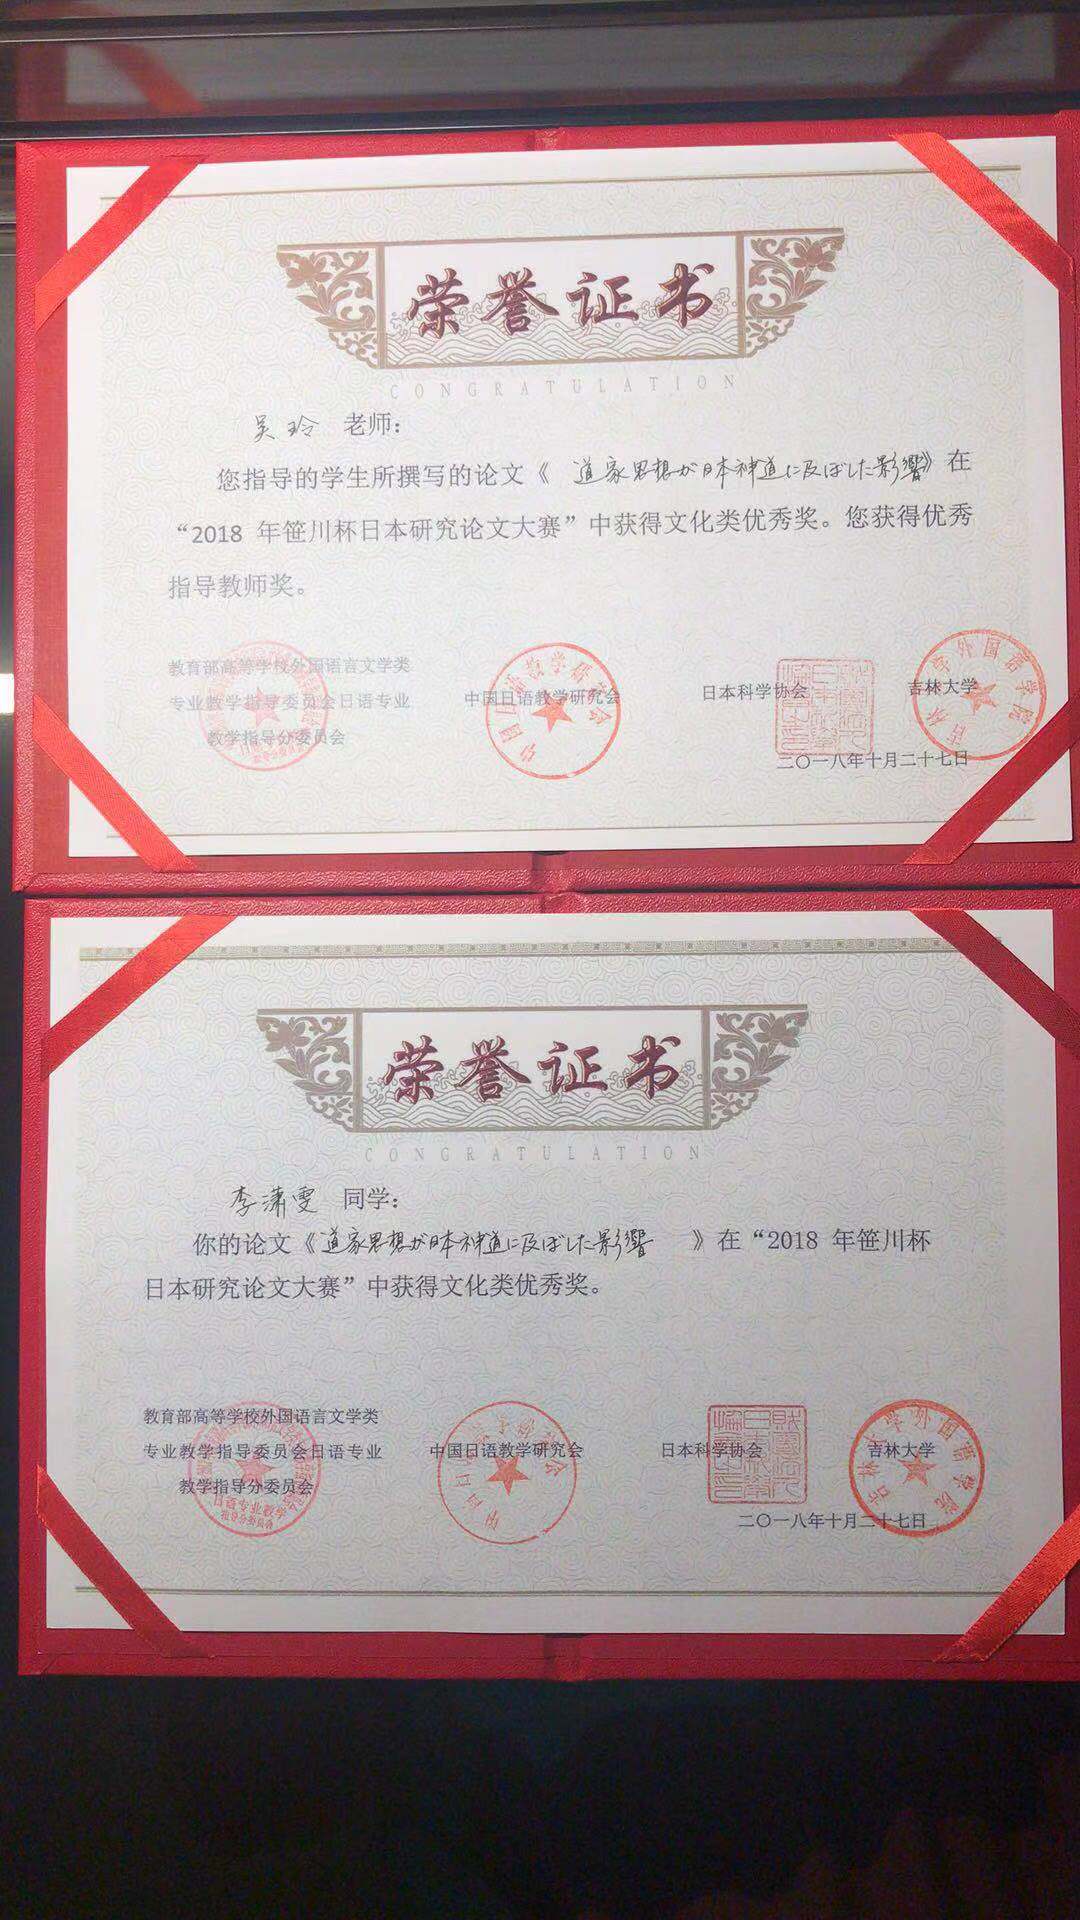 荣誉证书
CONGRATULATION
吴玲 老师：
您指导的学生所撰写的论文《 道家思想が日本神道に及ぼした影響》在
“2018 年笹川杯日本研究论文大赛”中获得文化类优秀奖。您获得优秀
指导教师奖。
教育部高等学校外国语言文学类
专业教学指导委员会日语专业
教学指导分委员会
中国日语教学研究会
日本科学协会
吉林大学
二〇一八年十月二十七日
荣誉证书
CONGRATULATION
李潇雯 同学：
你的论文《道家思想が日本神道に及ぼした影響 》在“2018 年笹川杯
日本研究论文大赛”中获得文化类优秀奖。
教育部高等学校外国语言文学类
专业教学指导委员会日语专业
教学指导分委员会
中国日语教学研究会
日本科学协会
吉林大学
吉林大学外国语学院
二〇一八年十月二十七日